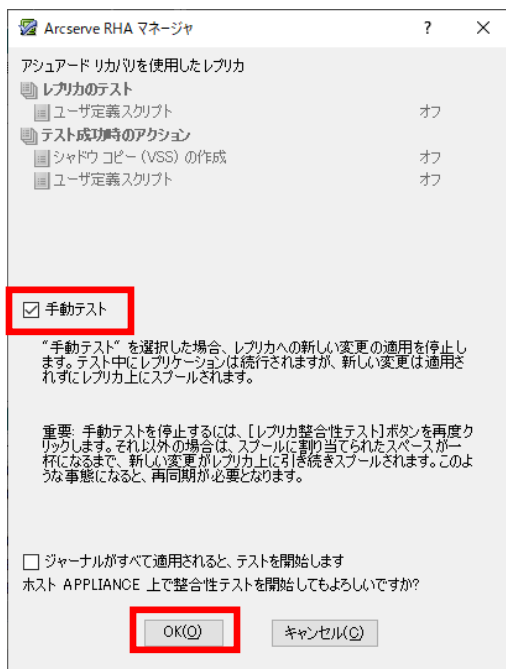 Arcserve RHA マネージャ ? ×
アシュアード リカバリを使用したレプリカ
レプリカのテスト
ユーザ定義スクリプト オフ
テスト成功時のアクション
シャドウ コピー (VSS) の作成 オフ
ユーザ定義スクリプト オフ
手動テスト
"手動テスト" を選択した場合、レプリカへの新しい変更の適用を停止し
ます。テスト中にレプリケーションは続行されますが、新しい変更は適用さ
れずにレプリカ上にスプールされます。
重要: 手動テストを停止するには、[レプリカ整合性テスト]ボタンを再度ク
リックします。それ以外の場合は、スプールに割り当てられたスペースが一
杯になるまで、新しい変更がレプリカ上に引き続きスプールされます。このよ
うな事態になると、再同期が必要となります。
ジャーナルがすべて適用されると、テストを開始します
ホスト APPLIANCE 上で整合性テストを開始してもよろしいですか?
OK(O) キャンセル(C)